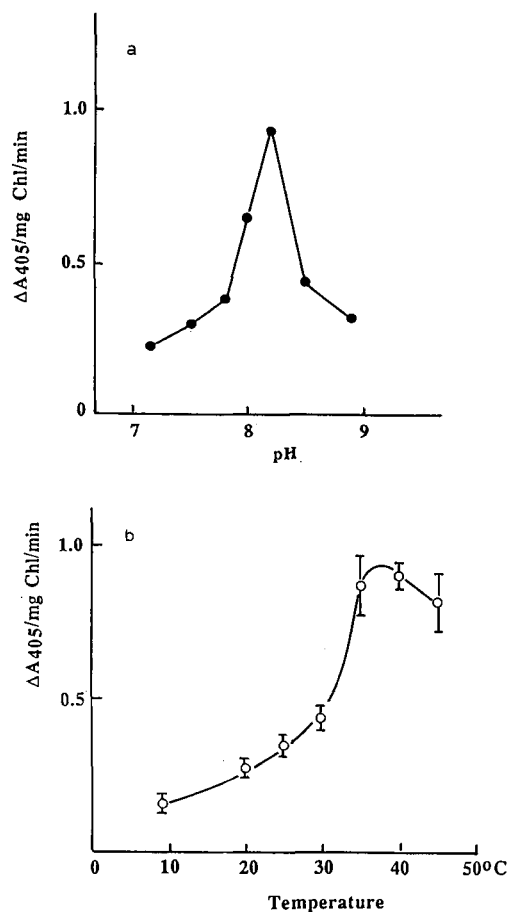 a
1.0
0.5
0
ΔA405/mg Chl/min
7 8 9
pH
b
1.0
0.5
ΔA405/mg Chl/min
0 10 20 30 40 50°C
Temperature